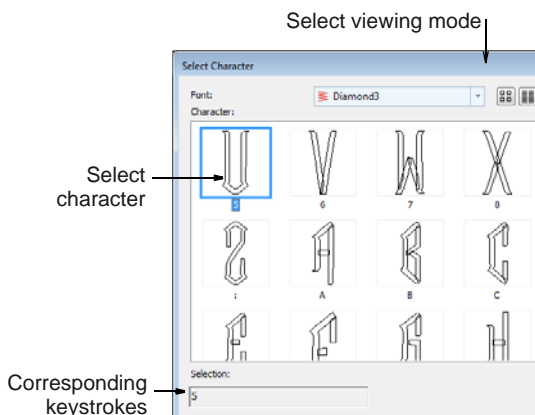 Select viewing mode
Select Character
Font:
Diamond3
Character:
U V W X
Select
character
5 6 7 8
Z A B C
: A B C
E F G H
Selection:
5
Corresponding
keystrokes